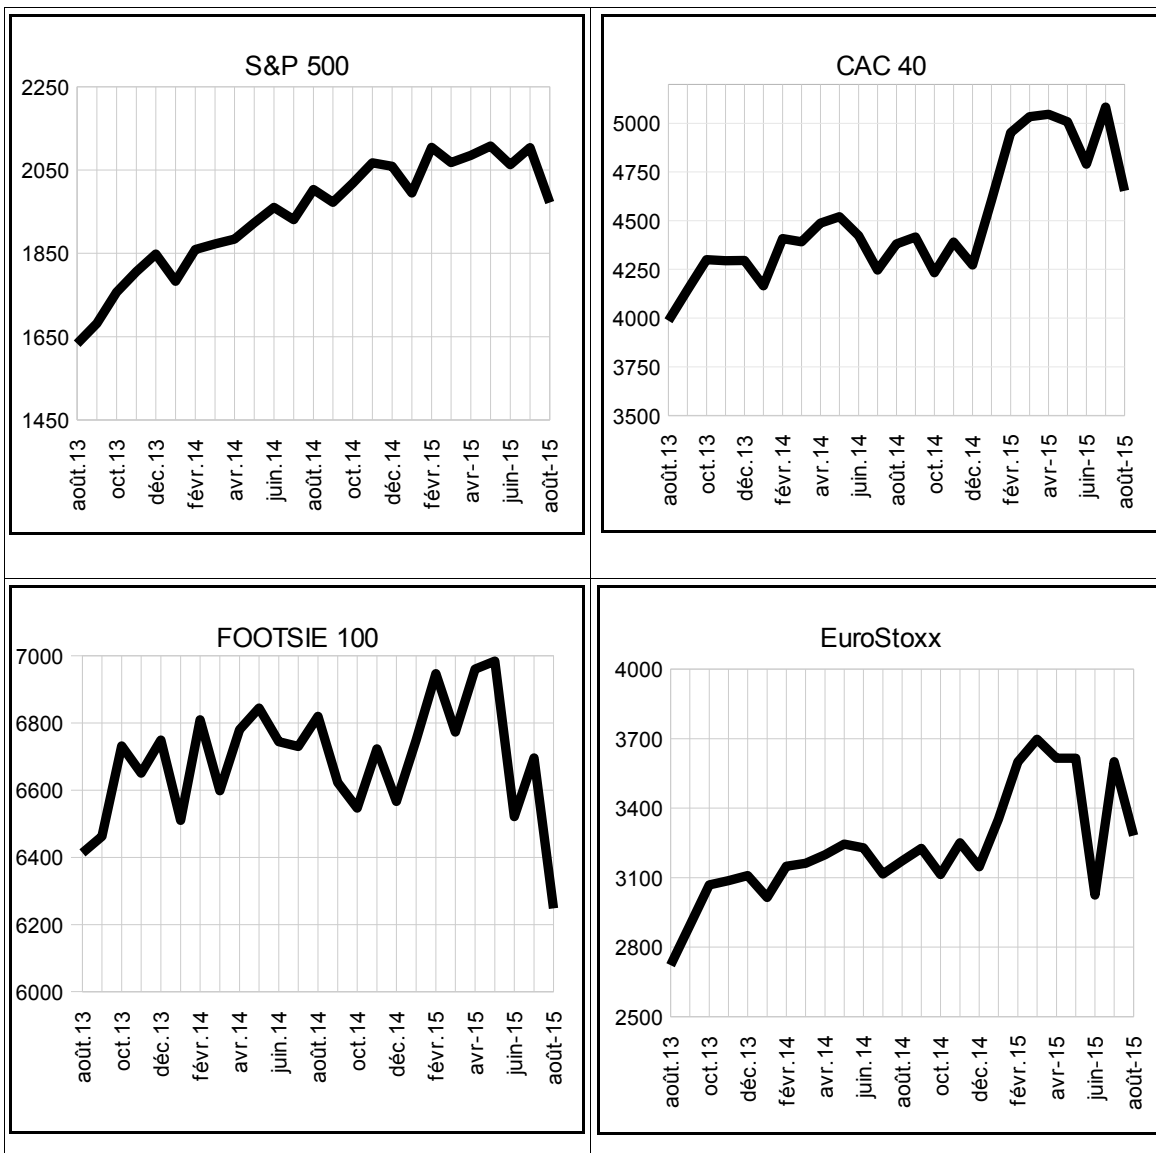 S&P 500
2250
2050
1850
1650
1450
août.13
oct.13
déc.13
févr.14
avr.14
juin.14
août.14
oct.14
déc.14
févr.15
avr-15
juin-15
août-15
CAC 40
5000
4750
4500
4250
4000
3750
3500
août.13
oct.13
déc.13
févr.14
avr.14
juin.14
août.14
oct.14
déc.14
févr.15
avr-15
juin-15
août-15
FOOTSIE 100
7000
6800
6600
6400
6200
6000
août.13
oct.13
déc.13
févr.14
avr.14
juin.14
août.14
oct.14
déc.14
févr.15
avr-15
juin-15
août-15
EuroStoxx
4000
3700
3400
3100
2800
2500
août.13
oct.13
déc.13
févr.14
avr.14
juin.14
août.14
oct.14
déc.14
févr.15
avr-15
juin-15
août-15